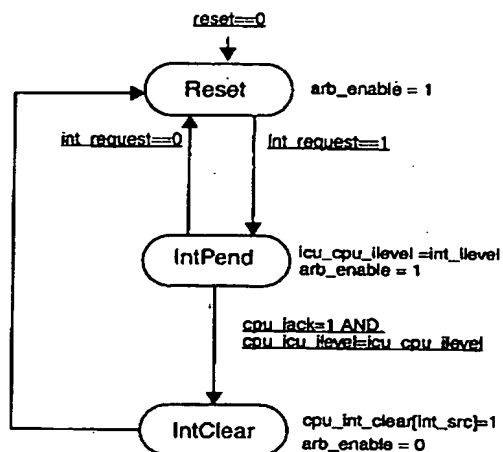 reset==0
Reset
arb_enable = 1
int_request==0
int_request==1
IntPend
icu_cpu_ilevel =int_ilevel
arb_enable = 1
cpu_iack=1 AND
cpu_icu_ilevel=icu_cpu_ilevel
IntClear
cpu_int_clear[int_src]=1
arb_enable = 0